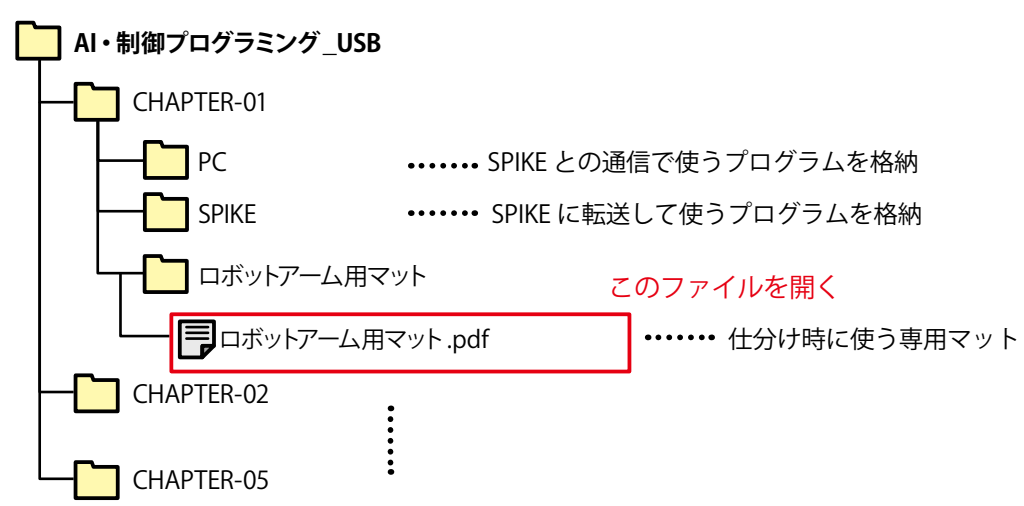 AI・制御プログラミング_USB
CHAPTER-01
PC ••••••• SPIKE との通信で使うプログラムを格納
SPIKE ••••••• SPIKE に転送して使うプログラムを格納
ロボットアーム用マット
このファイルを開く
ロボットアーム用マット.pdf ••••••• 仕分け時に使う専用マット
CHAPTER-02
CHAPTER-05